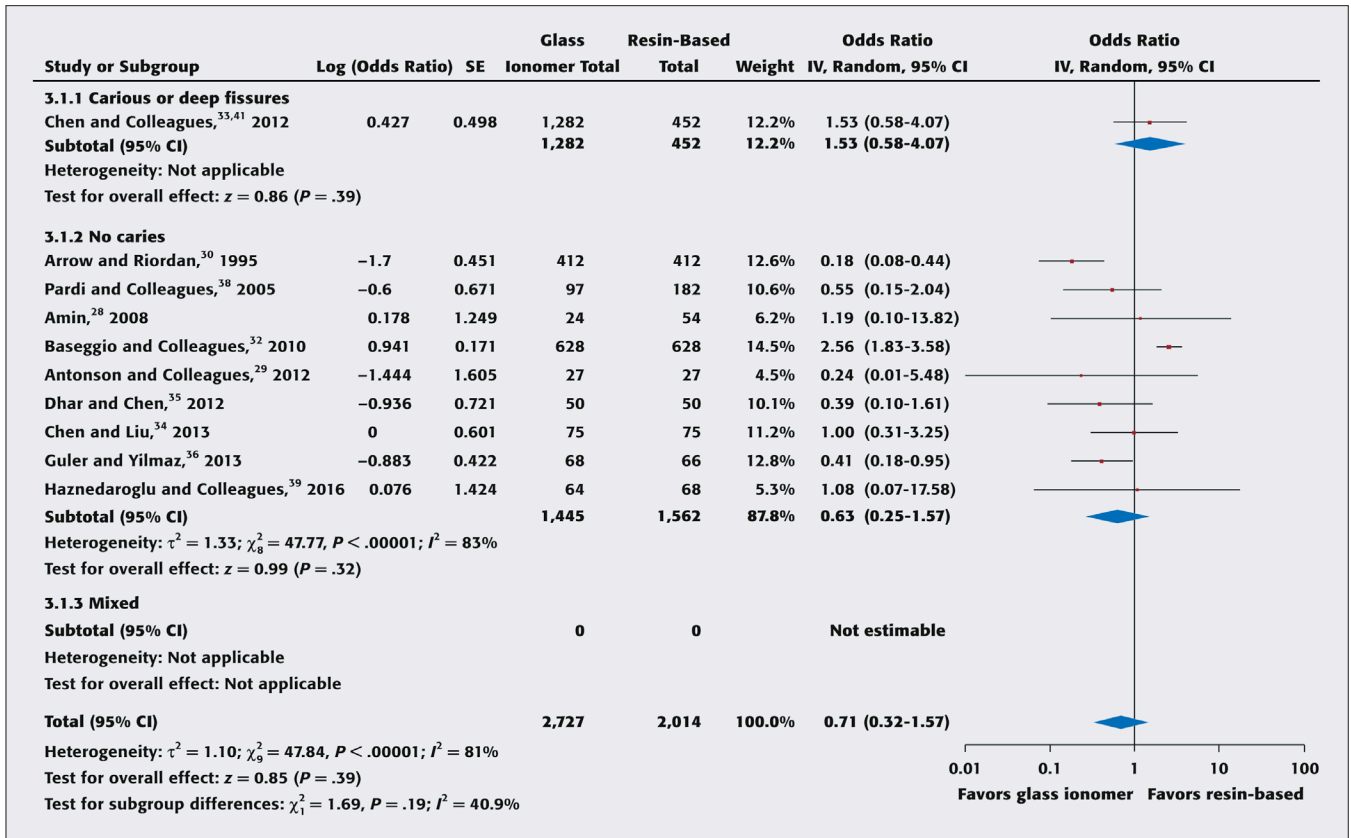 Glass Resin-Based Odds Ratio Odds Ratio
Study or Subgroup Log (Odds Ratio) SE Ionomer Total Total Weight IV, Random, 95% CI IV, Random, 95% CI
3.1.1 Carious or deep fissures
Chen and Colleagues,33,41 2012 0.427 0.498 1,282 452 12.2% 1.53 (0.58-4.07)
Subtotal (95% CI) 1,282 452 12.2% 1.53 (0.58-4.07)
Heterogeneity: Not applicable
Test for overall effect: z = 0.86 (P = .39)
3.1.2 No caries
Arrow and Riordan,30 1995 −1.7 0.451 412 412 12.6% 0.18 (0.08-0.44)
Pardi and Colleagues,38 2005 −0.6 0.671 97 182 10.6% 0.55 (0.15-2.04)
Amin,28 2008 0.178 1.249 24 54 6.2% 1.19 (0.10-13.82)
Baseggio and Colleagues,32 2010 0.941 0.171 628 628 14.5% 2.56 (1.83-3.58)
Antonson and Colleagues,29 2012 −1.444 1.605 27 27 4.5% 0.24 (0.01-5.48)
Dhar and Chen,35 2012 −0.936 0.721 50 50 10.1% 0.39 (0.10-1.61)
Chen and Liu,34 2013 0 0.601 75 75 11.2% 1.00 (0.31-3.25)
Guler and Yilmaz,36 2013 −0.883 0.422 68 66 12.8% 0.41 (0.18-0.95)
Haznedaroglu and Colleagues,39 2016 0.076 1.424 64 68 5.3% 1.08 (0.07-17.58)
Subtotal (95% CI) 1,445 1,562 87.8% 0.63 (0.25-1.57)
Heterogeneity: τ2 = 1.33; χ28 = 47.77, P < .00001; I2 = 83%
Test for overall effect: z = 0.99 (P = .32)
3.1.3 Mixed
Subtotal (95% CI) 0 0 Not estimable
Heterogeneity: Not applicable
Test for overall effect: Not applicable
Total (95% CI) 2,727 2,014 100.0% 0.71 (0.32-1.57)
Heterogeneity: τ2 = 1.10; χ29 = 47.84, P < .00001; I2 = 81%
Test for overall effect: z = 0.85 (P = .39)
Test for subgroup differences: χ21 = 1.69, P = .19; I2 = 40.9%
0.01 0.1 1 10 100
Favors glass ionomer Favors resin-based